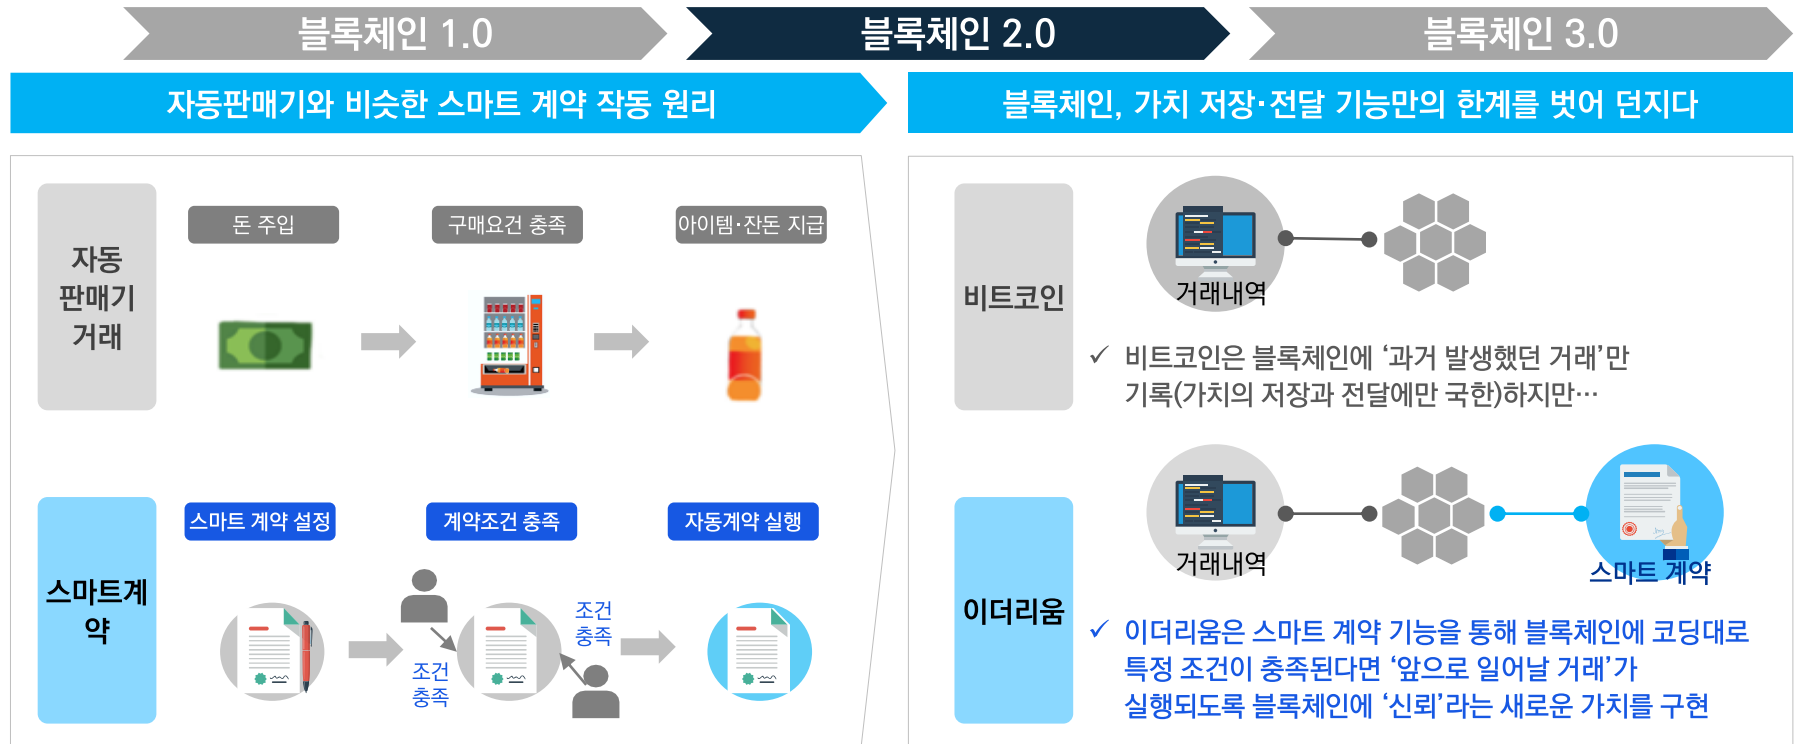 블록체인 1.0
블록체인 2.0
블록체인 3.0
자동판매기와 비슷한 스마트 계약 작동 원리
자동
판매기
거래
돈 주입
구매요건 충족
아이템·잔돈 지급
스마트계
약
스마트 계약 설정
계약조건 충족
자동계약 실행
조건
충족
조건
충족
블록체인, 가치 저장·전달 기능만의 한계를 벗어 던지다
비트코인
거래내역
✓ 비트코인은 블록체인에 ‘과거 발생했던 거래’만
기록(가치의 저장과 전달에만 국한)하지만…
이더리움
거래내역
스마트 계약
✓ 이더리움은 스마트 계약 기능을 통해 블록체인에 코딩대로
특정 조건이 충족된다면 ‘앞으로 일어날 거래’가
실행되도록 블록체인에 ‘신뢰’라는 새로운 가치를 구현